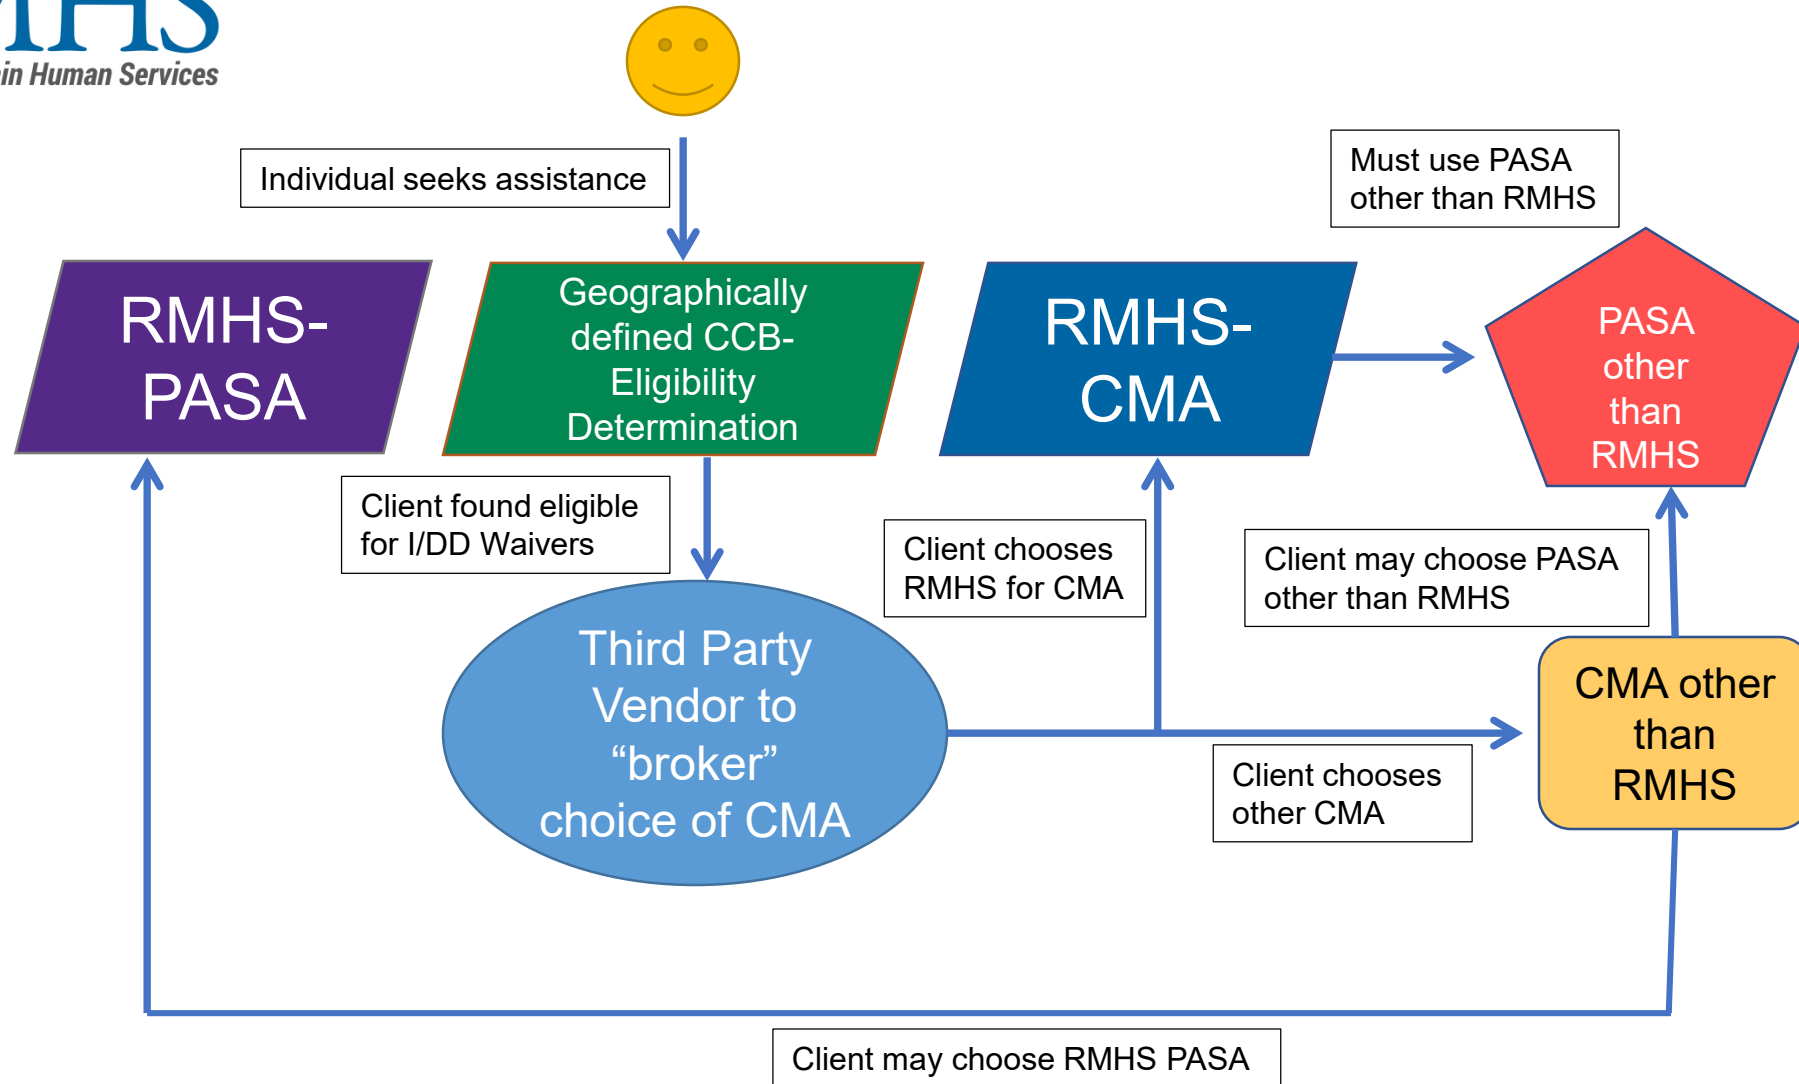 MHS
in Human Services
Individual seeks assistance
Must use PASA
other than RMHS
RMHS-
PASA
Geographically
defined CCB-
Eligibility
Determination
RMHS-
CMA
PASA
other
than
RMHS
Client found eligible
for I/DD Waivers
Client chooses
RMHS for CMA
Client may choose PASA
other than RMHS
Third Party
Vendor to
“broker”
choice of CMA
CMA other
than
RMHS
Client chooses
other CMA
Client may choose RMHS PASA